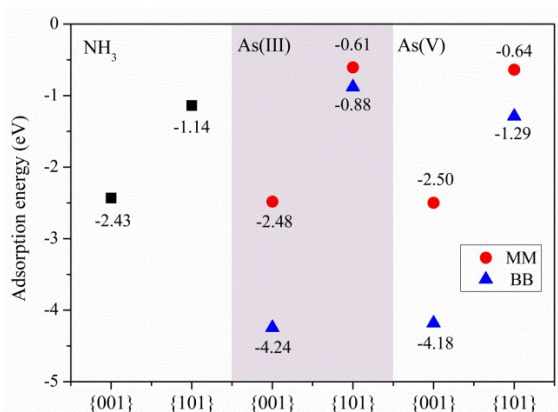 Adsorption energy (eV)
0
-1
-2
-3
-4
-5
NH3
As(III)
As(V)
-2.43
-1.14
-2.48
-4.24
-0.61
-0.88
-2.50
-4.18
-0.64
-1.29
MM
BB
{001} {101} {001} {101} {001} {101}